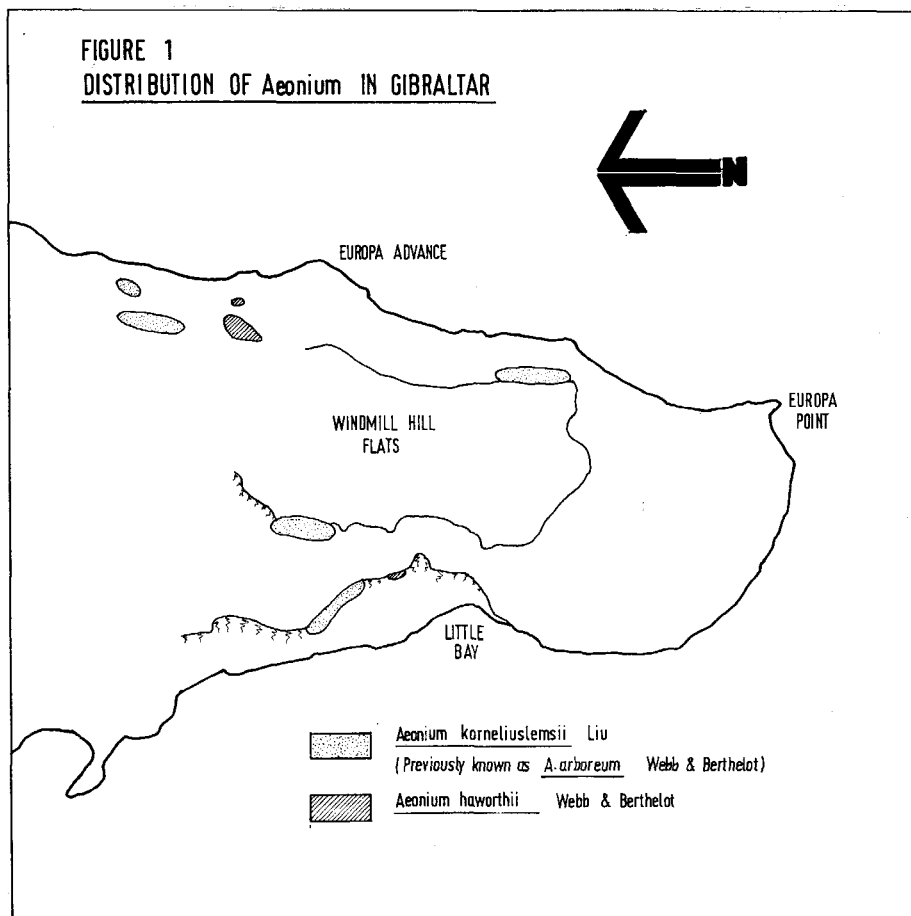 FIGURE 1
DISTRIBUTION OF Aeonium IN GIBRALTAR
N
EUROPA ADVANCE
EUROPA
POINT
WINDMILL HILL
FLATS
LITTLE
BAY
Aeonium korneliuslemsii Liu
(Previously known as A. arboreum Webb & Berthelot)
Aeonium haworthii Webb & Berthelot